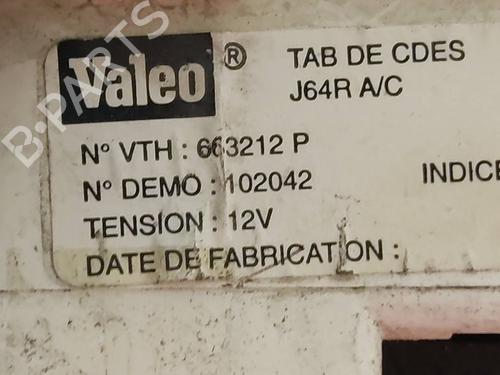 Valeo ® TAB DE CDES
J64R A/C
N° VTH : 663212 P
N° DEMO : 102042 INDICE
TENSION : 12V
DATE DE FABRICATION :
B-PARTS